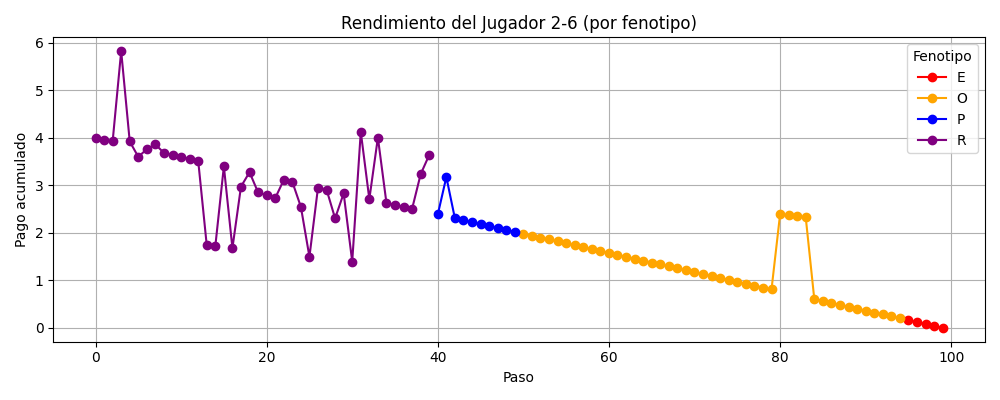 Rendimiento del Jugador 2-6 (por fenotipo)
Pago acumulado
6
5
4
3
2
1
0
0 20 40 60 80 100
Paso
Fenotipo
E
O
P
R